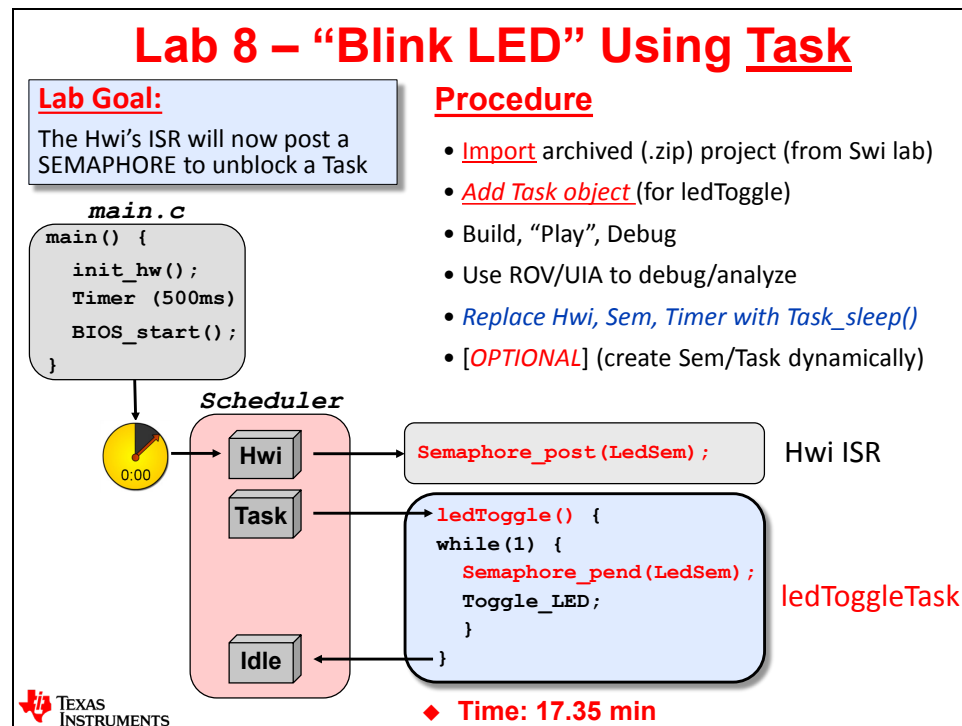 Lab 8 – “Blink LED” Using Task
Lab Goal:
The Hwi’s ISR will now post a
SEMAPHORE to unblock a Task
Procedure
• Import archived (.zip) project (from Swi lab)
• Add Task object (for ledToggle)
• Build, “Play”, Debug
• Use ROV/UIA to debug/analyze
• Replace Hwi, Sem, Timer with Task_sleep()
• [OPTIONAL] (create Sem/Task dynamically)
main.c
main() {
init_hw();
Timer (500ms)
BIOS_start();
}
0:00
Scheduler
Hwi
Semaphore_post(LedSem);
Hwi ISR
Task
ledToggle() {
while(1) {
Semaphore_pend(LedSem);
Toggle_LED;
}
}
ledToggleTask
Idle
TEXAS
INSTRUMENTS
◆ Time: 17.35 min